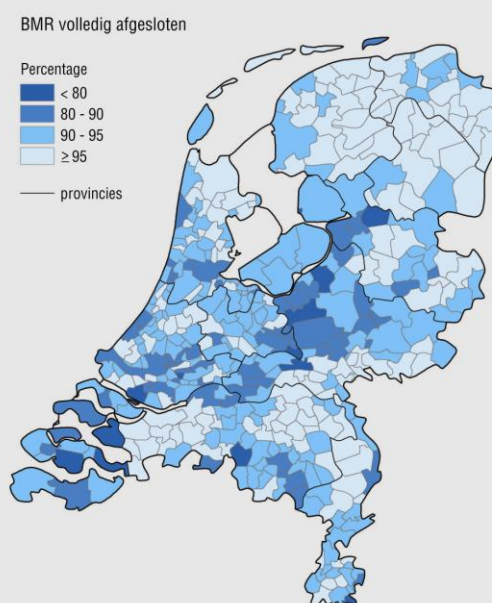 BMR volledig afgesloten
Percentage
< 80
80 - 90
90 - 95
≥ 95
provincies